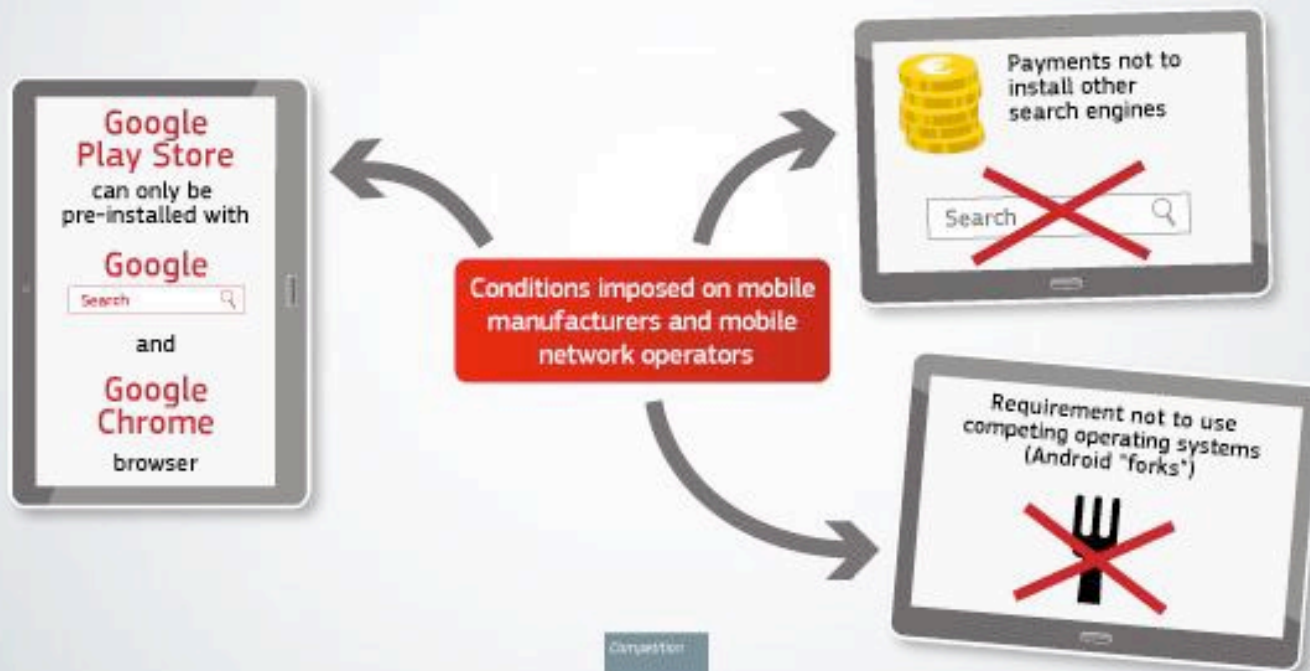 Google
Play Store
can only be
pre-installed with
Google
Search
and
Google
Chrome
browser
Conditions imposed on mobile
manufacturers and mobile
network operators
€
Payments not to
install other
search engines
Search
Requirement not to use
competing operating systems
(Android "forks")
Competition